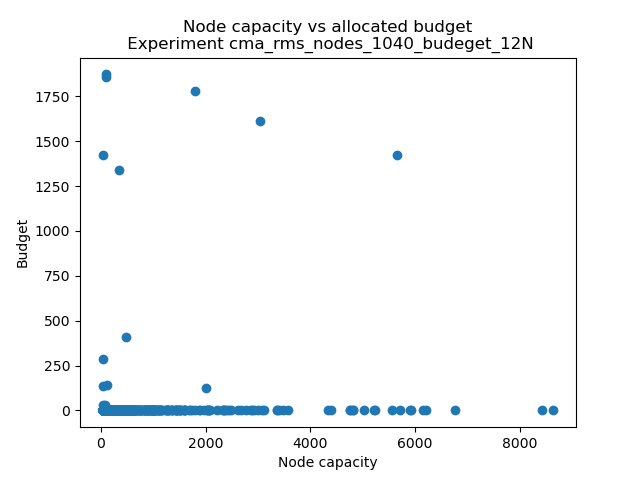 Node capacity vs allocated budget
Experiment cma_rms_nodes_1040_budeget_12N
1750
1500
1250
1000
750
500
250
0
Budget
0 2000 4000 6000 8000
Node capacity